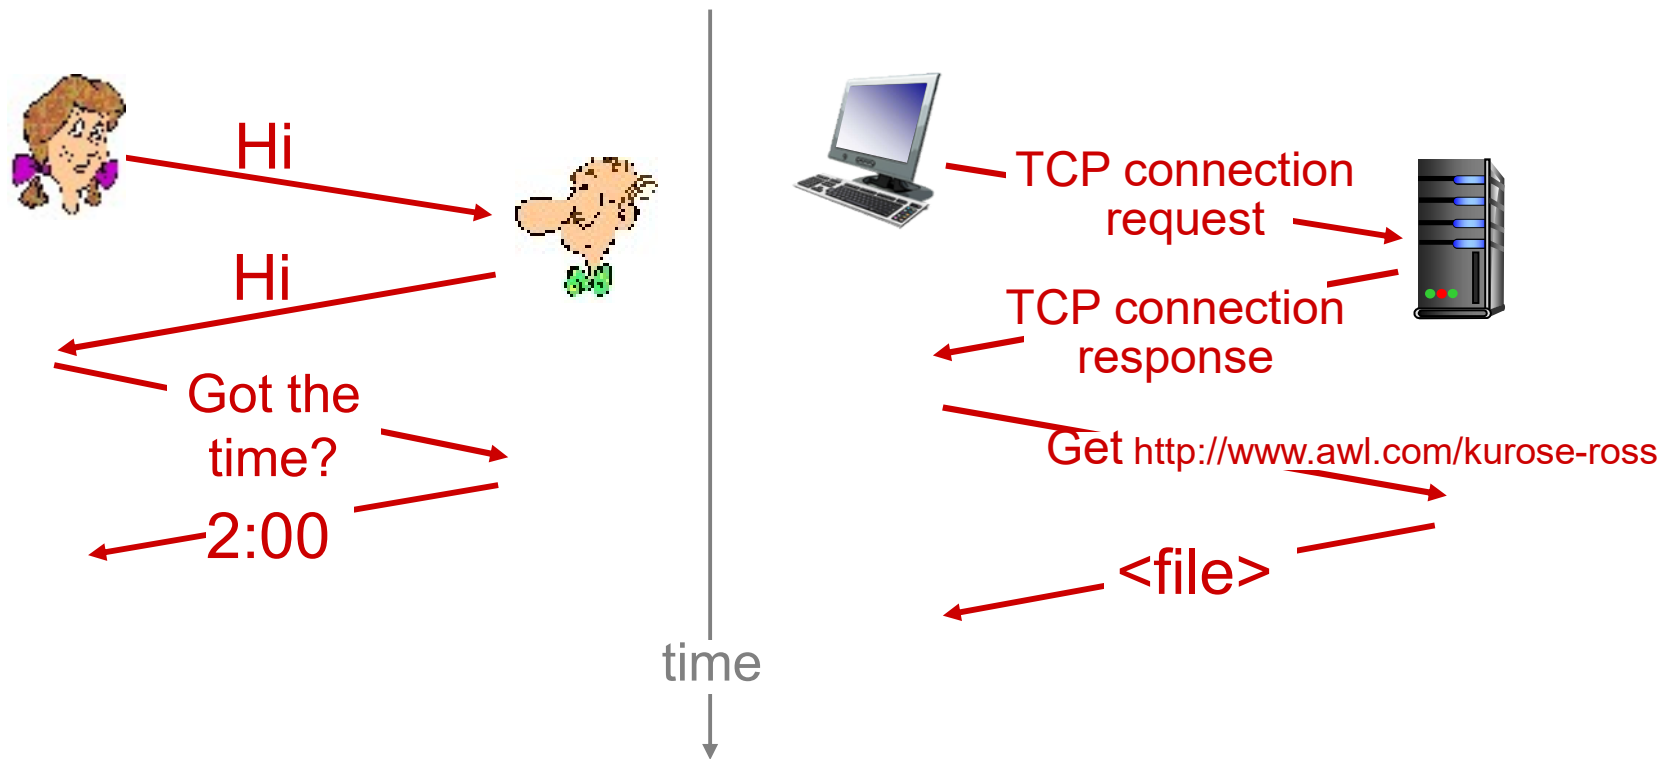 Hi
Hi
Got the
time?
2:00
time
TCP connection
request
TCP connection
response
Get http://www.awl.com/kurose-ross
<file>